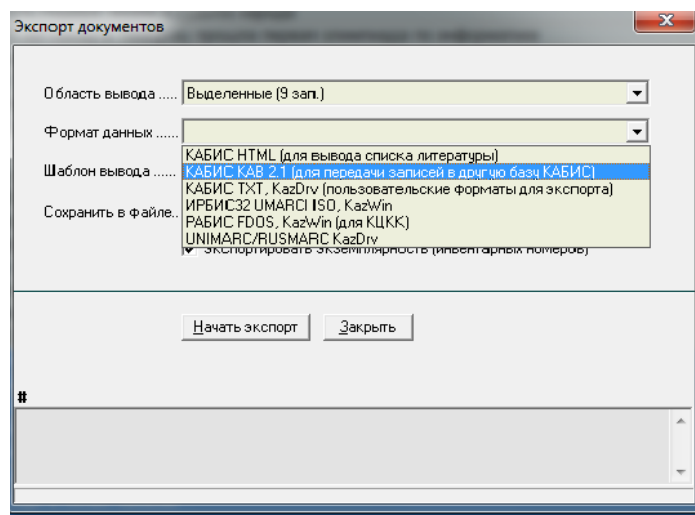 Экспорт документов
Область вывода ..... Выделенные (9 зап.)
Формат данных ......
КАБИС HTML (для вывода списка литературы)
Шаблон вывода ...... КАБИС KAB 2.1 (для передачи записей в другую базу КАБИС)
КАБИС TXT, KazDrv (пользовательские форматы для экспорта)
Сохранить в файле.. ИРБИС32 UMARCI ISO, KazWin
РАБИС FDOS, KazWin (для КЦКК)
UNIMARC/RUSMARC KazDrv
Экспортировать экземплярность (инвентарных номеров)
Начать экспорт Закрыть
#